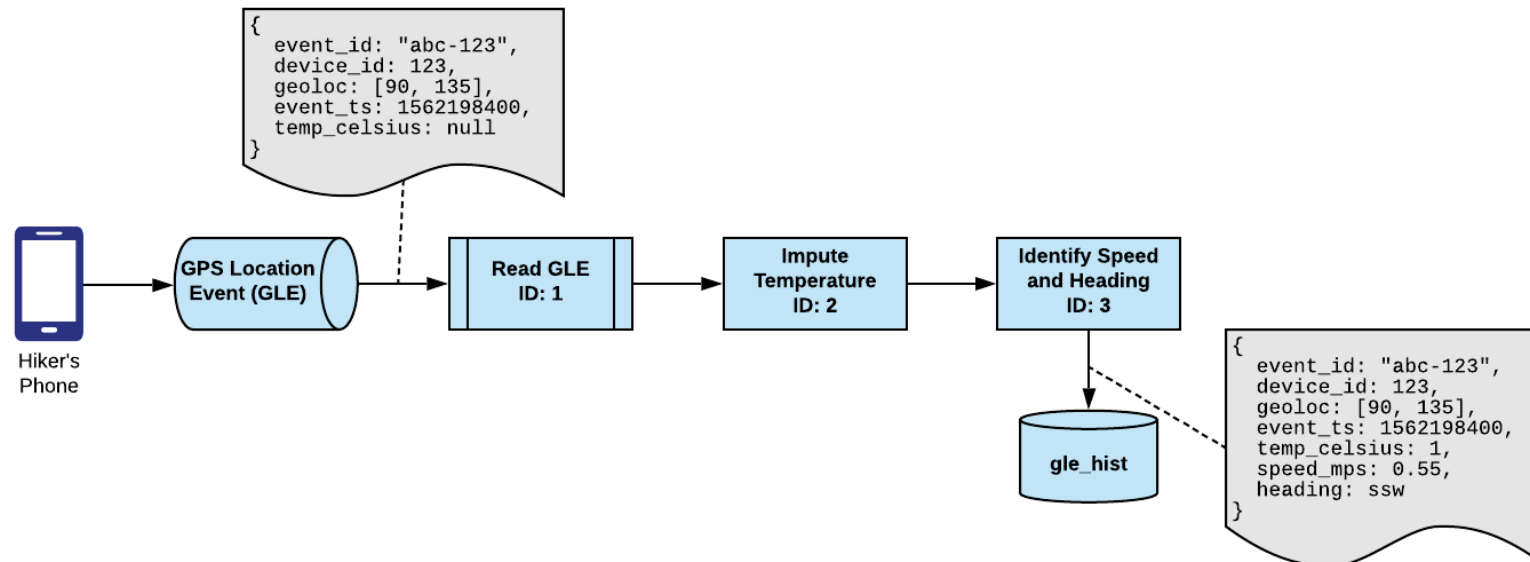 {
  event_id: "abc-123",
  device_id: 123,
  geoloc: [90, 135],
  event_ts: 1562198400,
  temp_celsius: null
}
Hiker's
Phone
GPS Location
Event (GLE)
Read GLE
ID: 1
Impute
Temperature
ID: 2
Identify Speed
and Heading
ID: 3
gle_hist
{
  event_id: "abc-123",
  device_id: 123,
  geoloc: [90, 135],
  event_ts: 1562198400,
  temp_celsius: 1,
  speed_mps: 0.55,
  heading: ssw
}